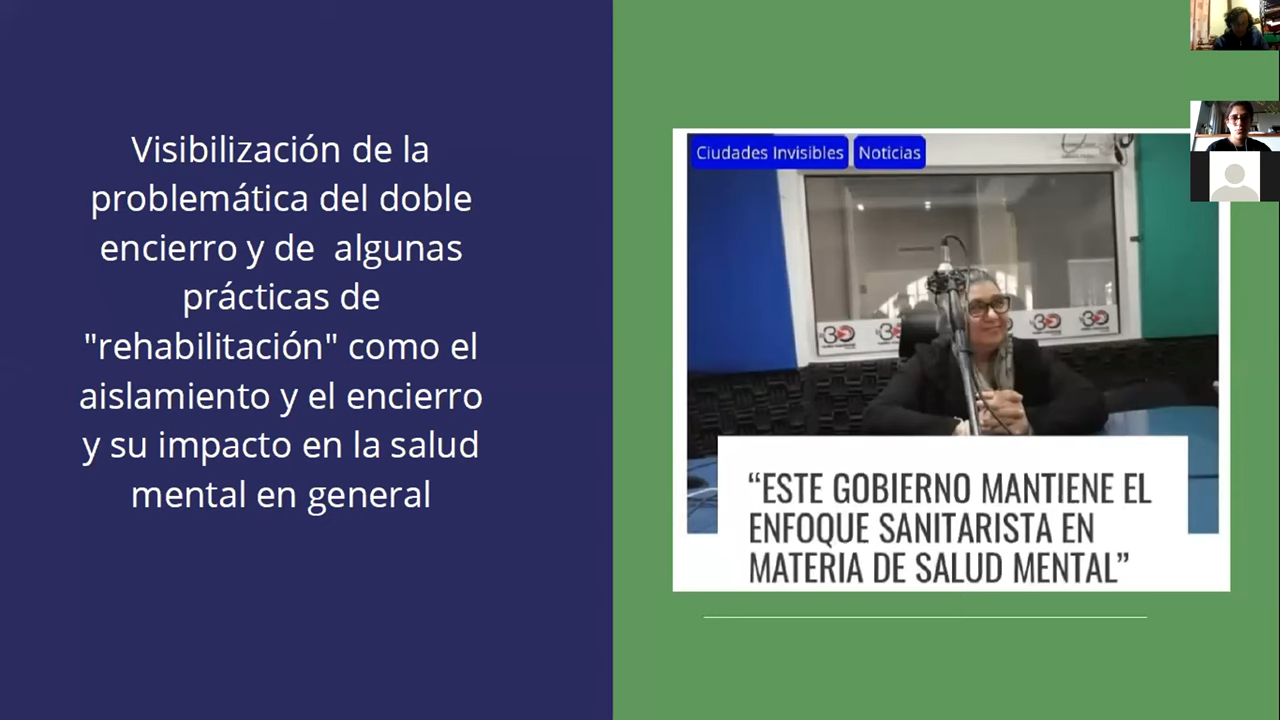 Visibilización de la
problemática del doble
encierro y de  algunas
prácticas de
"rehabilitación" como el
aislamiento y el encierro
y su impacto en la salud
mental en general
Ciudades Invisibles Noticias
“ESTE GOBIERNO MANTIENE EL
ENFOQUE SANITARISTA EN
MATERIA DE SALUD MENTAL”